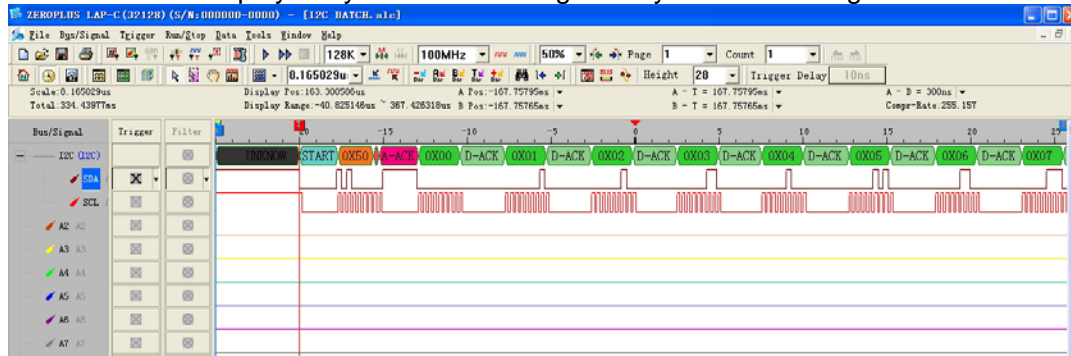 ZEROPLUS LAP-C(32128) (S/N:000000-0000) - [I2C BATCH.alc]
File Bus/Signal Trigger Run/Stop Data Tools Window Help
128K 100MHz 50% Page 1 Count 1
0.165029us Height 28 Trigger Delay 10ns
Scale:0.165029us Display Pos:163.300586us A Pos:-167.75795ms A - T = 167.75795ms A - B = 300ns
Total:334.43977ms Display Range:-40.825146us ~ 367.426318us B Pos:-167.75765ms B - T = 167.75765ms Compr-Rate:255.157
Bus/Signal Trigger Filter -20 -15 -10 -5 0 5 10 15 20 25
I2C (I2C) UNKNOW START 0X50 A-ACK 0X00 D-ACK 0X01 D-ACK 0X02 D-ACK 0X03 D-ACK 0X04 D-ACK 0X05 D-ACK 0X06 D-ACK 0X07
SDA
SCL
A2 A2
A3 A3
A4 A4
A5 A5
A6 A6
A7 A7